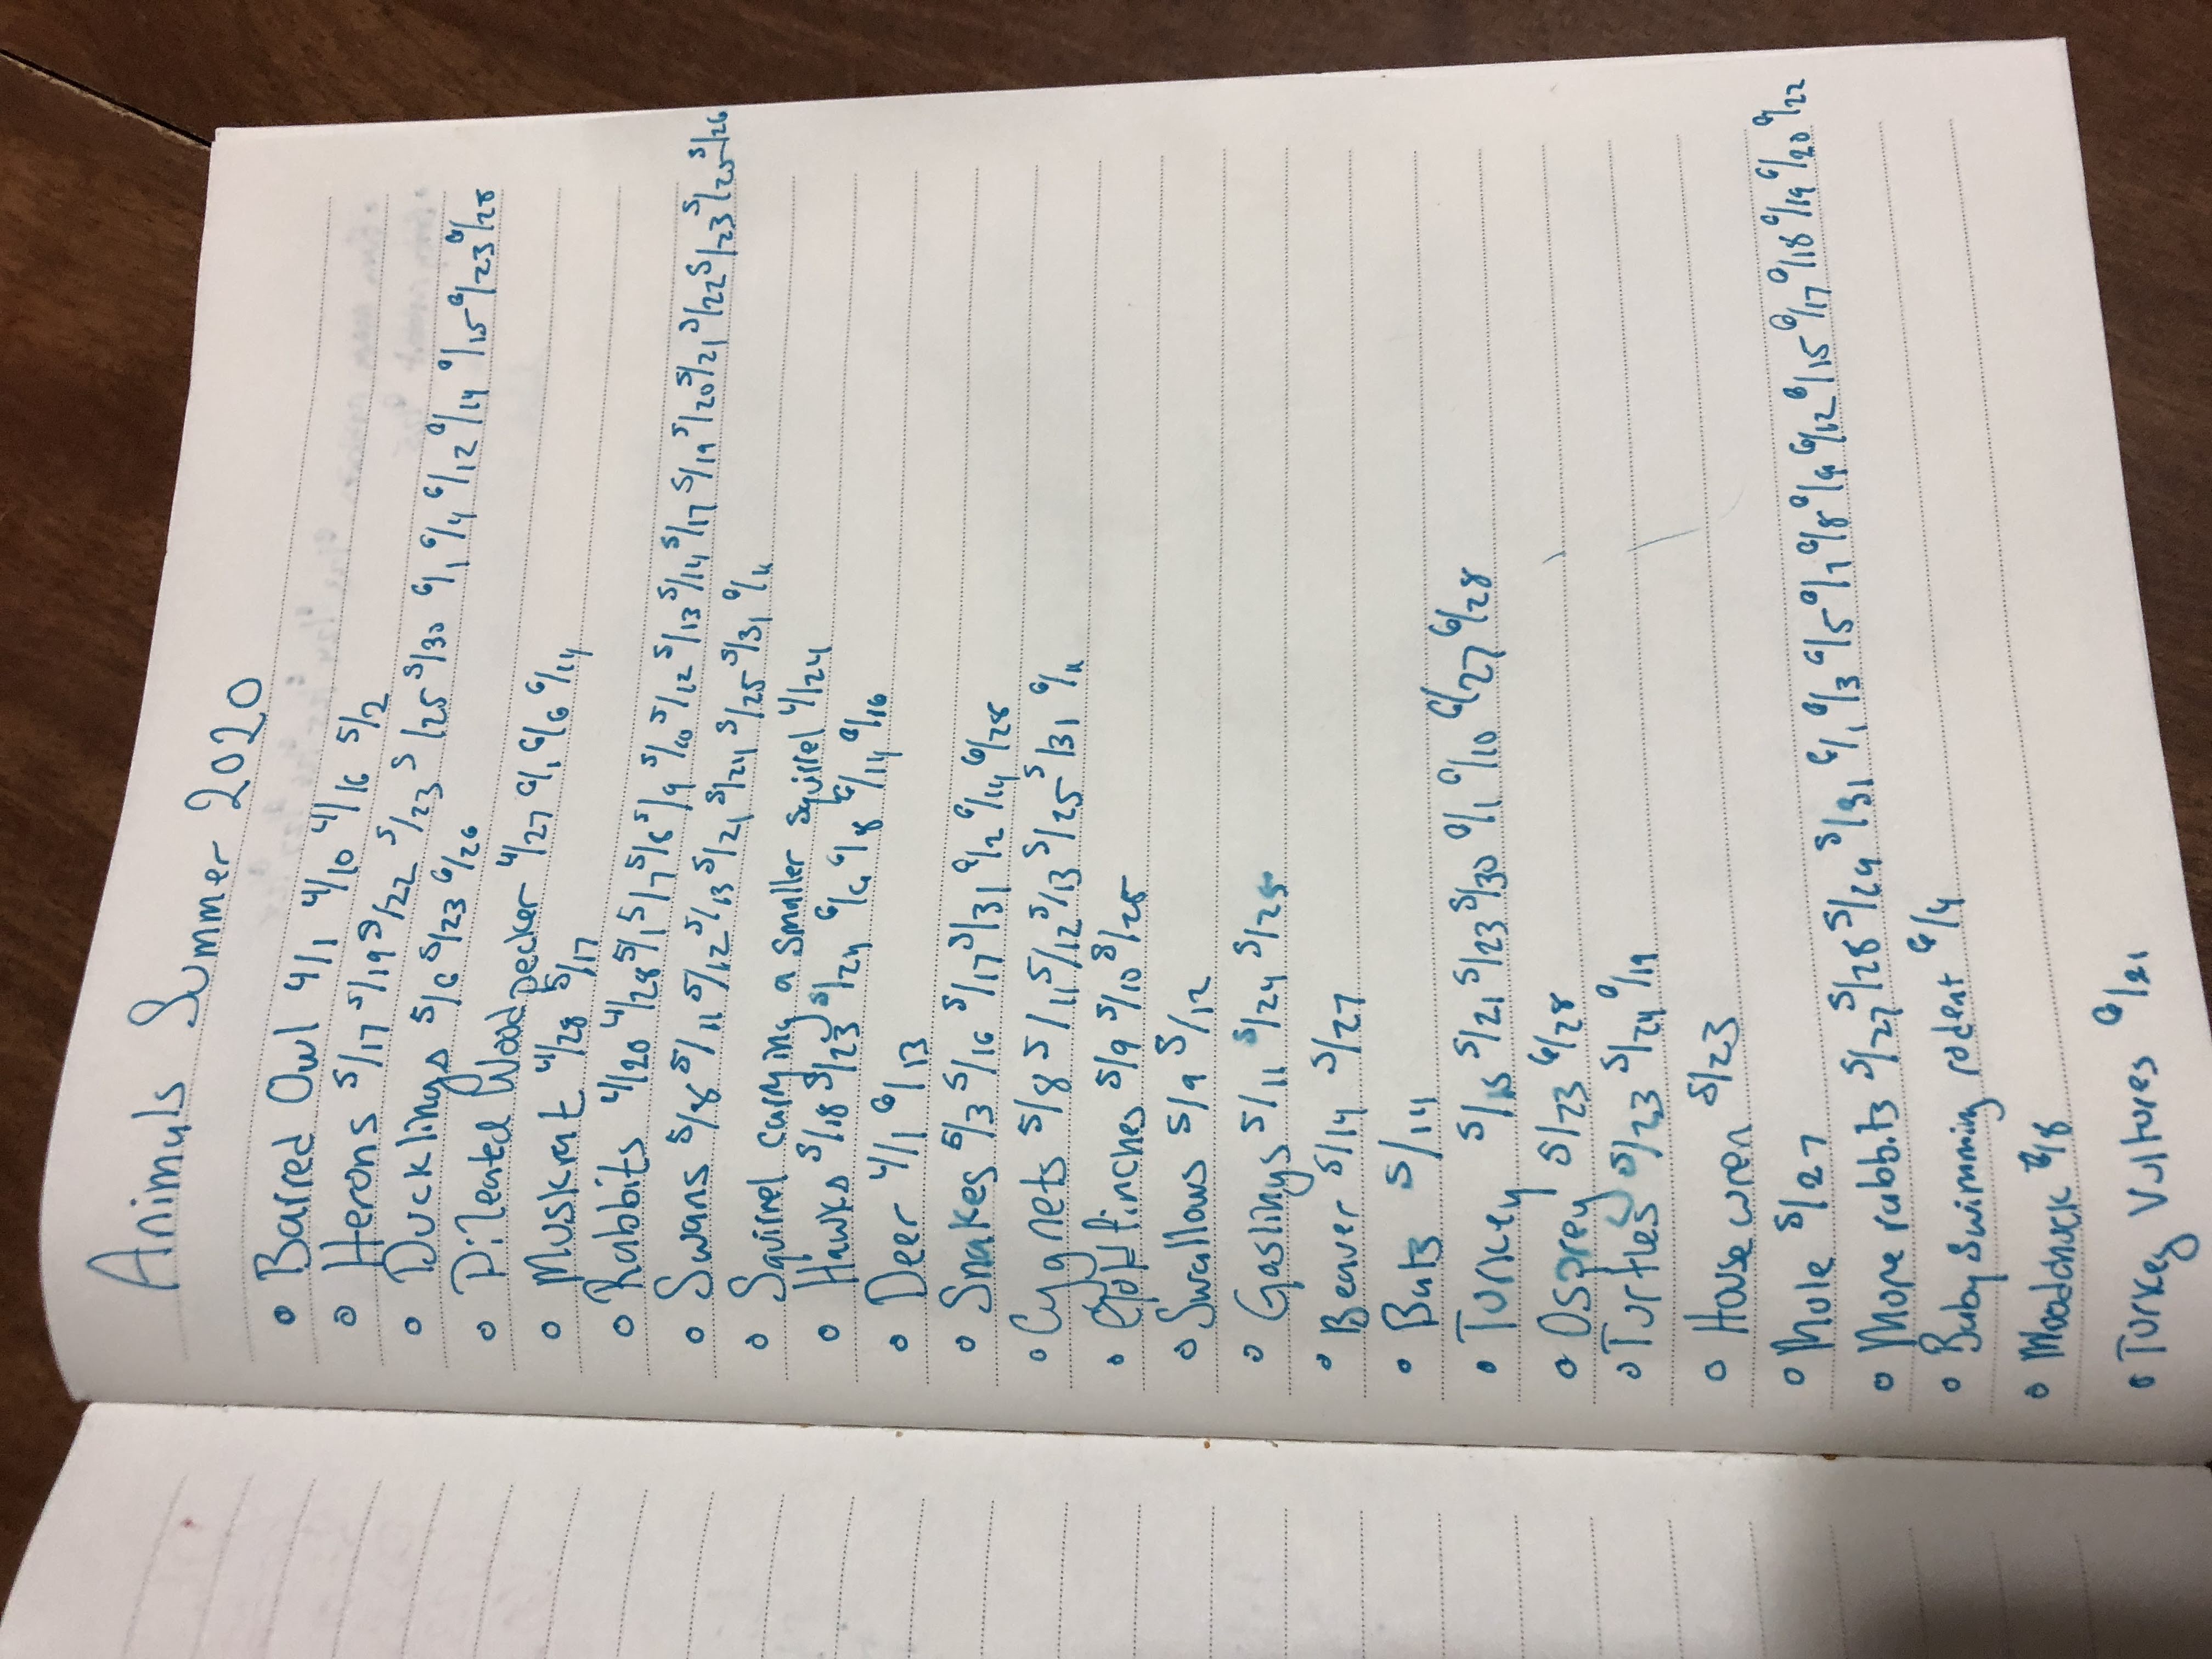 Animals Summer 2020
Barred Owl 4/1 4/10 4/16 5/2
Herons 5/17 5/19 5/22 5/23 5/25 5/30 6/1 6/4 6/12 6/14 6/15 6/23 6/28
Ducklings 5/6 5/23 6/26
Pileated Woodpecker 4/27 6/1 6/6 6/14
Muskrat 4/28 5/17
Rabbits 4/20 4/28 5/1 5/7 5/8 5/9 5/10 5/12 5/13 5/14 5/17 5/19 5/20 5/21 5/22 5/23 5/25 5/26
Swans 5/8 5/11 5/12 5/13 5/21 5/24 5/25 5/31 6/11
Squirrel carrying a smaller squirrel 4/24
Hawks 5/18 5/23 5/24 6/8 6/14 6/16
Deer 4/1 6/13
Snakes 5/3 5/16 5/17 5/31 6/2 6/14 6/28
Cygnets 5/8 5/11 5/12 5/13 5/25 5/31 6/11
Goldfinches 5/9 5/10
Swallows 5/9 5/12
Goslings 5/11 5/24 5/25
Beaver 5/14 5/27
Bats 5/14
Turkey 5/15 5/21 5/23 5/30 6/1 6/10 6/27 6/28
Osprey 5/23 6/28
Turtles 5/23 5/24 6/19
House wren 5/23
Mole 5/27
More rabbits 5/27 5/28 5/29 5/31 6/1 6/3 6/5 6/7 6/8 6/9 6/12 6/15 6/17 6/18 6/19 6/20 6/22
Baby swimming rodent 6/4
Woodchuck 6/8
Turkey Vultures 6/21